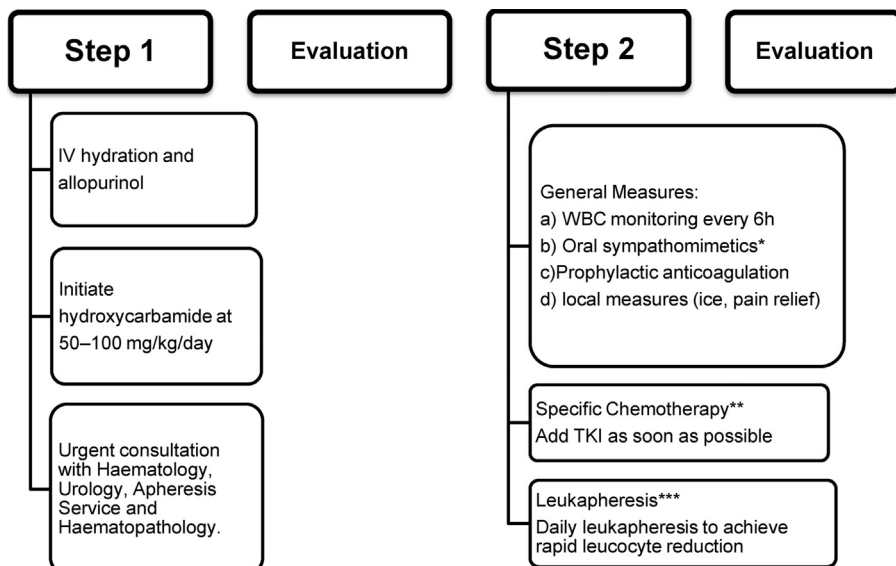 Step 1
Evaluation
Step 2
Evaluation
IV hydration and
allopurinol
Initiate
hydroxycarbamide at
50–100 mg/kg/day
Urgent consultation
with Haematology,
Urology, Apheresis
Service and
Haematopathology.
General Measures:
a) WBC monitoring every 6h
b) Oral sympathomimetics*
c)Prophylactic anticoagulation
d) local measures (ice, pain relief)
Specific Chemotherapy**
Add TKI as soon as possible
Leukapheresis***
Daily leukapheresis to achieve
rapid leucocyte reduction